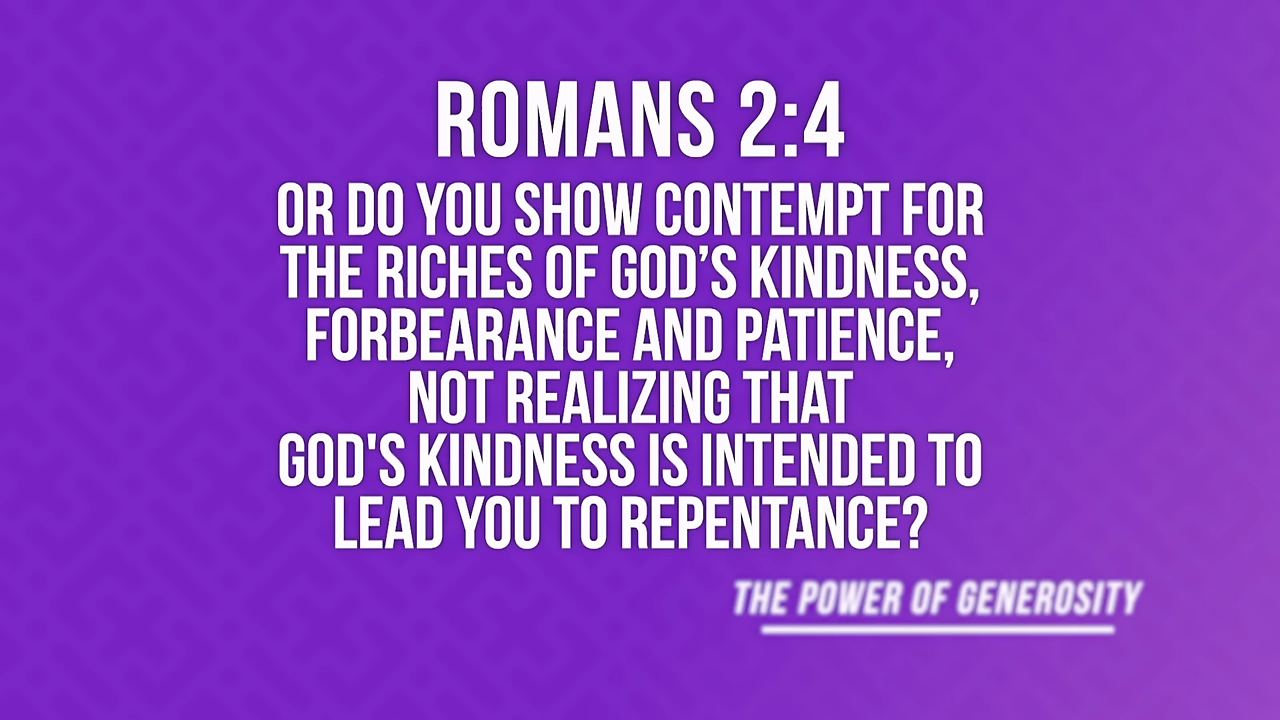 ROMANS 2:4
OR DO YOU SHOW CONTEMPT FOR
THE RICHES OF GOD’S KINDNESS,
FORBEARANCE AND PATIENCE,
NOT REALIZING THAT
GOD'S KINDNESS IS INTENDED TO
LEAD YOU TO REPENTANCE?
THE POWER OF GENEROSITY